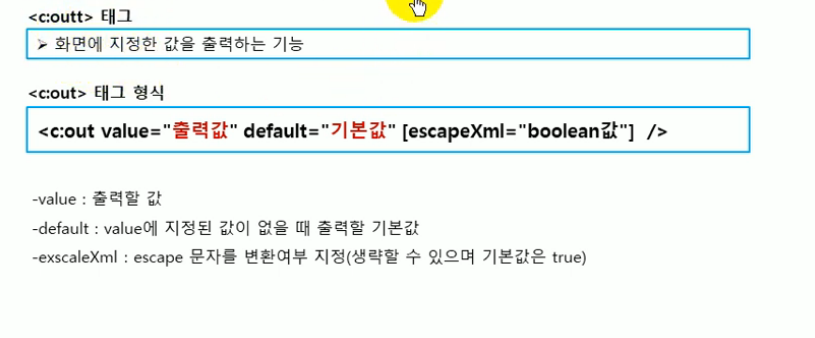 <c:outt> 태그
➢ 화면에 지정한 값을 출력하는 기능
<c:out> 태그 형식
<c:out value="출력값" default="기본값" [escapeXml="boolean값"] />
-value : 출력할 값
-default : value에 지정된 값이 없을 때 출력할 기본값
-exscaleXml : escape 문자를 변환여부 지정(생략할 수 있으며 기본값은 true)